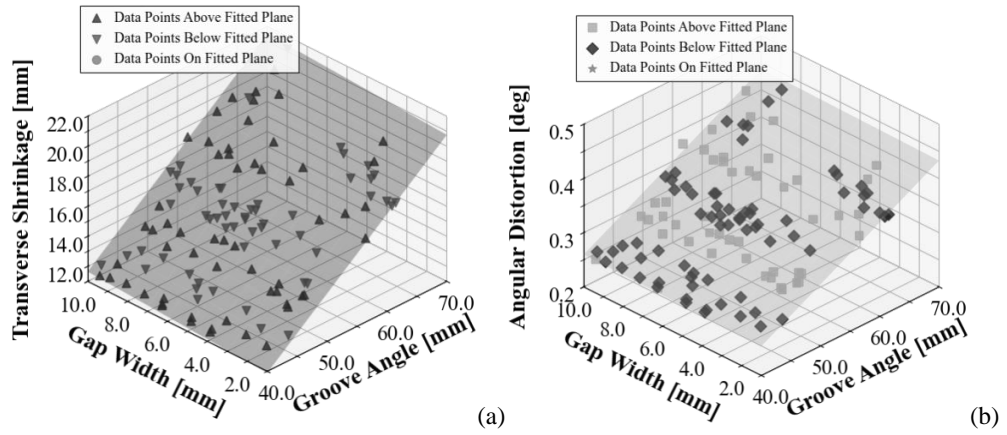 Data Points Above Fitted Plane
Data Points Below Fitted Plane
Data Points On Fitted Plane
Transverse Shrinkage [mm]
22.0
20.0
18.0
16.0
14.0
12.0
10.0
8.0
6.0
4.0
2.0
Gap Width [mm]
40.0
50.0
60.0
70.0
Groove Angle [mm]
(a)
Data Points Above Fitted Plane
Data Points Below Fitted Plane
Data Points On Fitted Plane
Angular Distortion [deg]
0.5
0.4
0.3
0.2
10.0
8.0
6.0
4.0
2.0
Gap Width [mm]
40.0
50.0
60.0
70.0
Groove Angle [mm]
(b)